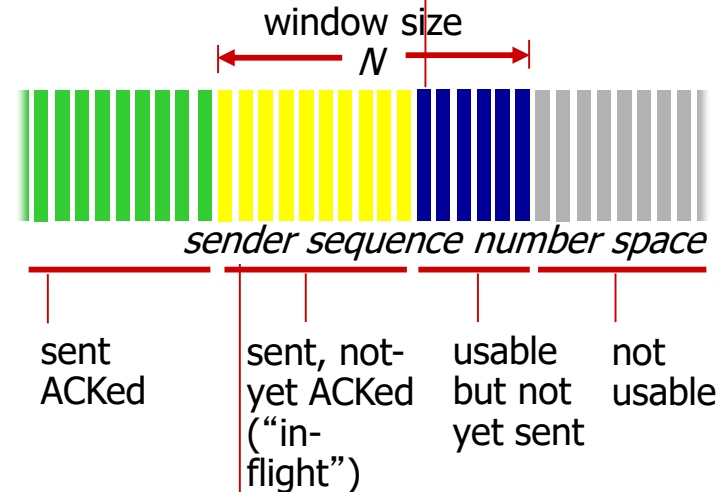 window size
N
sender sequence number space
sent
ACKed
sent, not-
yet ACKed
(“in-
flight”)
usable
but not
yet sent
not
usable